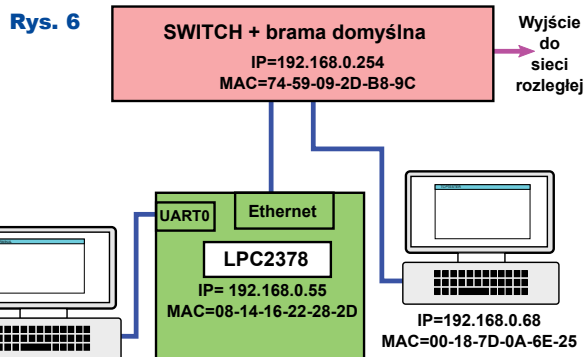 Rys. 6
SWITCH + brama domyślna
IP=192.168.0.254
MAC=74-59-09-2D-B8-9C
Wyjście
do
sieci
rozległej
UART0
Ethernet
LPC2378
IP= 192.168.0.55
MAC=08-14-16-22-28-2D
IP=192.168.0.68
MAC=00-18-7D-0A-6E-25